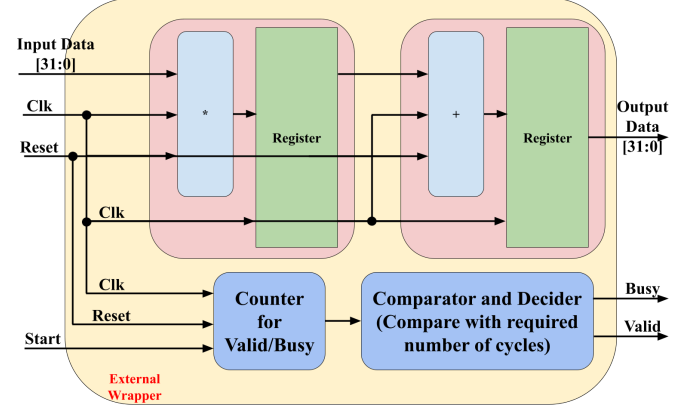 Input Data
[31:0]
Clk
Reset
*
Register
+
Register
Output
Data
[31:0]
Clk
Clk
Reset
Start
Counter
for
Valid/Busy
Comparator and Decider
(Compare with required
number of cycles)
Busy
Valid
External
Wrapper